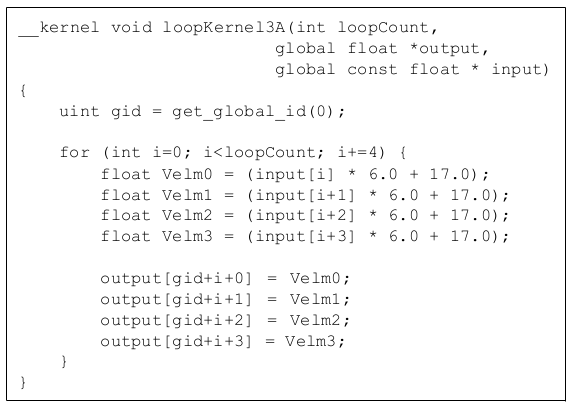 __kernel void loopKernel3A(int loopCount,
                           global float *output,
                           global const float * input)
{
    uint gid = get_global_id(0);

    for (int i=0; i<loopCount; i+=4) {
        float Velm0 = (input[i] * 6.0 + 17.0);
        float Velm1 = (input[i+1] * 6.0 + 17.0);
        float Velm2 = (input[i+2] * 6.0 + 17.0);
        float Velm3 = (input[i+3] * 6.0 + 17.0);

        output[gid+i+0] = Velm0;
        output[gid+i+1] = Velm1;
        output[gid+i+2] = Velm2;
        output[gid+i+3] = Velm3;
    }
}